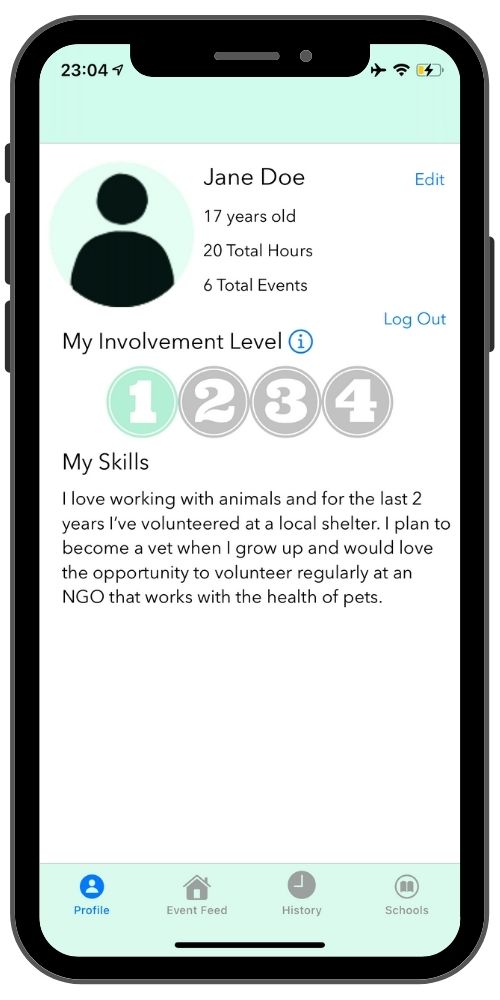 23:04
Jane Doe
Edit
17 years old
20 Total Hours
6 Total Events
Log Out
My Involvement Level i
1 2 3 4
My Skills
I love working with animals and for the last 2
years I’ve volunteered at a local shelter. I plan to
become a vet when I grow up and would love
the opportunity to volunteer regularly at an
NGO that works with the health of pets.
Profile
Event Feed
History
Schools